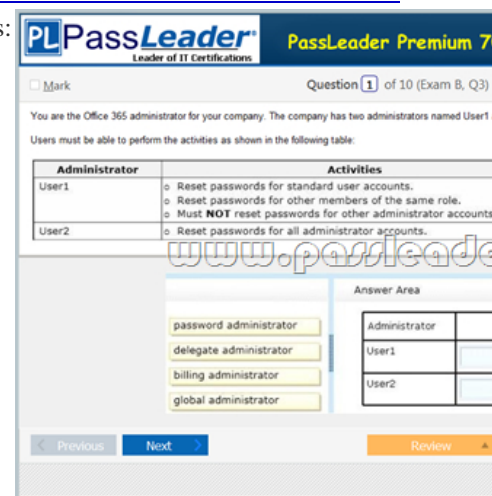 s:
PL PassLeader
Leader of IT Certifications
PassLeader Premium 7
Mark
Question 1 of 10 (Exam B, Q3)
You are the Office 365 administrator for your company. The company has two administrators named User1
Users must be able to perform the activities as shown in the following table:
Administrator Activities
User1
o Reset passwords for standard user accounts.
o Reset passwords for other members of the same role.
o Must NOT reset passwords for other administrator accounts
User2
o Reset passwords for all administrator accounts.
www.passleade
Answer Area
password administrator
delegate administrator
billing administrator
global administrator
Administrator
User1
User2
< Previous
Next >
Review